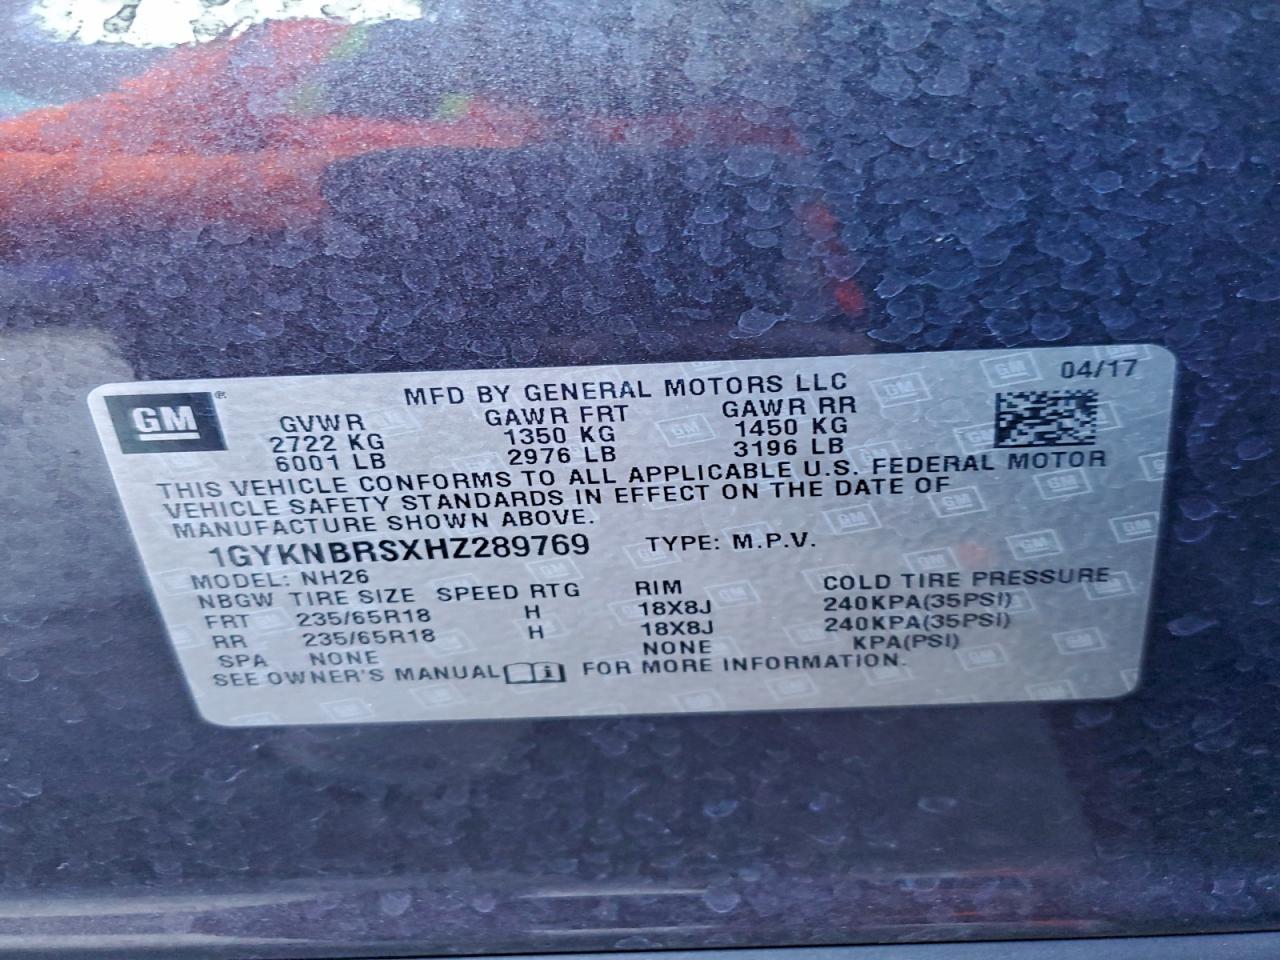 GM®
MFD BY GENERAL MOTORS LLC 04/17
GVWR GAWR FRT GAWR RR
2722 KG 1350 KG 1450 KG
6001 LB 2976 LB 3196 LB
THIS VEHICLE CONFORMS TO ALL APPLICABLE U.S. FEDERAL MOTOR
VEHICLE SAFETY STANDARDS IN EFFECT ON THE DATE OF
MANUFACTURE SHOWN ABOVE.
1GYKNBRSXHZ289769 TYPE: M.P.V.
MODEL: NH26
NBGW TIRE SIZE SPEED RTG RIM COLD TIRE PRESSURE
FRT 235/65R18 H 18X8J 240KPA(35PSI)
RR 235/65R18 H 18X8J 240KPA(35PSI)
SPA NONE NONE KPA(PSI)
SEE OWNER'S MANUAL FOR MORE INFORMATION.